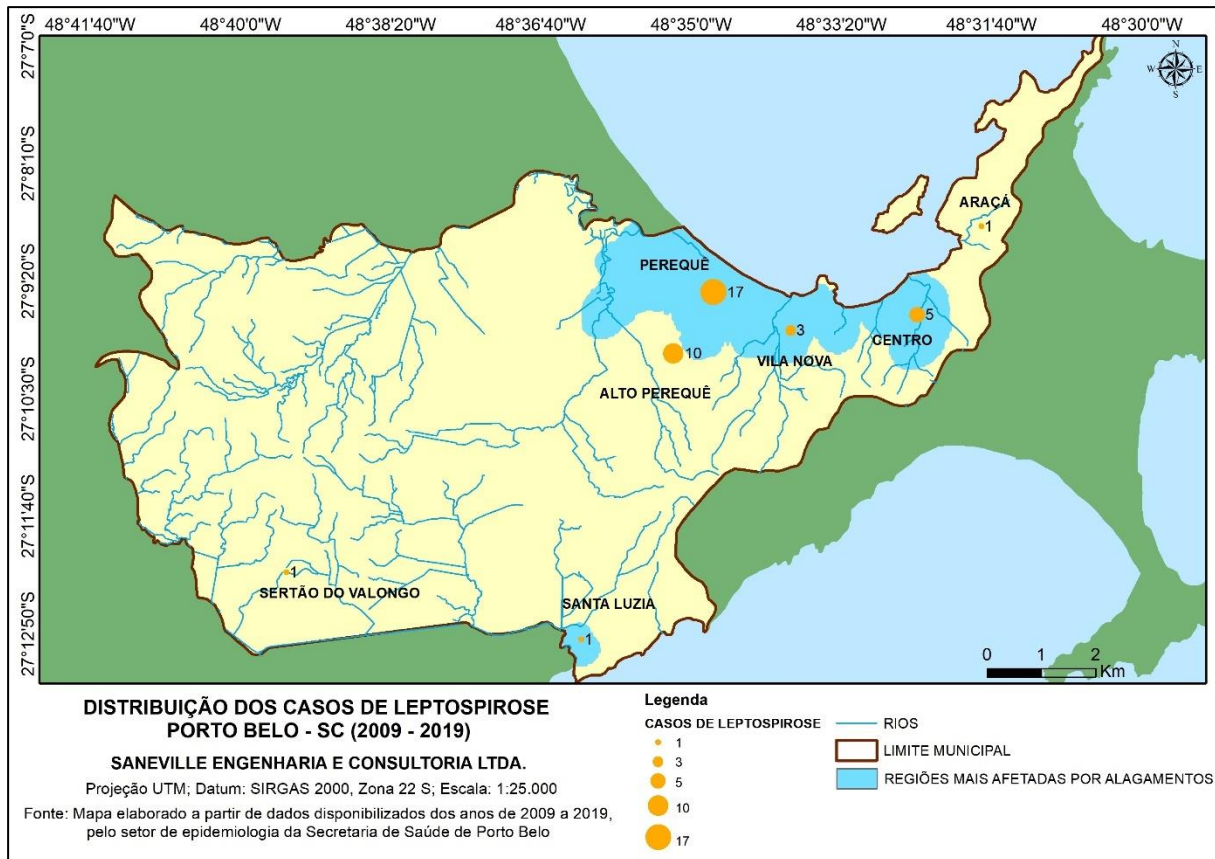 48°41'40"W 48°40'0"W 48°38'20"W 48°36'40"W 48°35'0"W 48°33'20"W 48°31'40"W 48°30'0"W
27°7'0"S
27°8'10"S
27°9'20"S
27°10'30"S
27°11'40"S
27°12'50"S
N
W E
S
ARAÇÁ
1
PEREQUÊ
17
5
3
CENTRO
VILA NOVA
10
ALTO PEREQUÊ
1
SERTÃO DO VALONGO
SANTA LUZIA
1
0 1 2
Km
DISTRIBUIÇÃO DOS CASOS DE LEPTOSPIROSE
PORTO BELO - SC (2009 - 2019)
SANEVILLE ENGENHARIA E CONSULTORIA LTDA.
Projeção UTM; Datum: SIRGAS 2000, Zona 22 S; Escala: 1:25.000
Fonte: Mapa elaborado a partir de dados disponibilizados dos anos de 2009 a 2019,
pelo setor de epidemiologia da Secretaria de Saúde de Porto Belo
Legenda
CASOS DE LEPTOSPIROSE
1
3
5
10
17
RIOS
LIMITE MUNICIPAL
REGIÕES MAIS AFETADAS POR ALAGAMENTOS